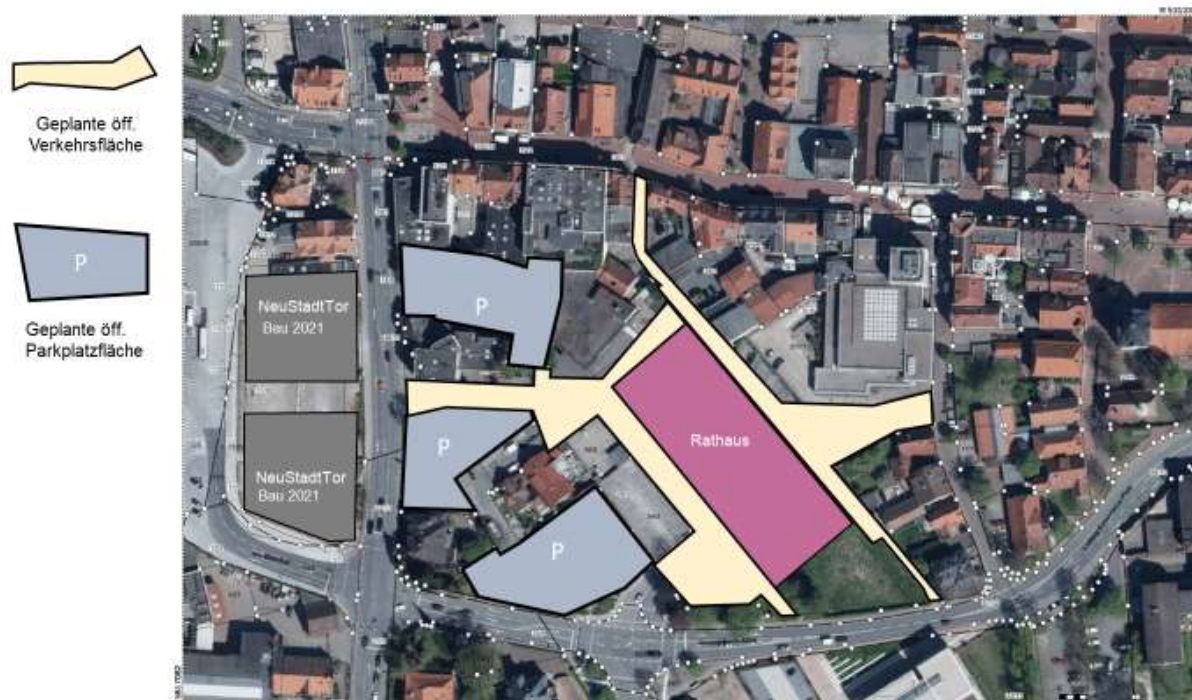 Geplante öff.
Verkehrsfläche
P
Geplante öff.
Parkplatzfläche
NeuStadtTor
Bau 2021
P
P
Rathaus
NeuStadtTor
Bau 2021
P